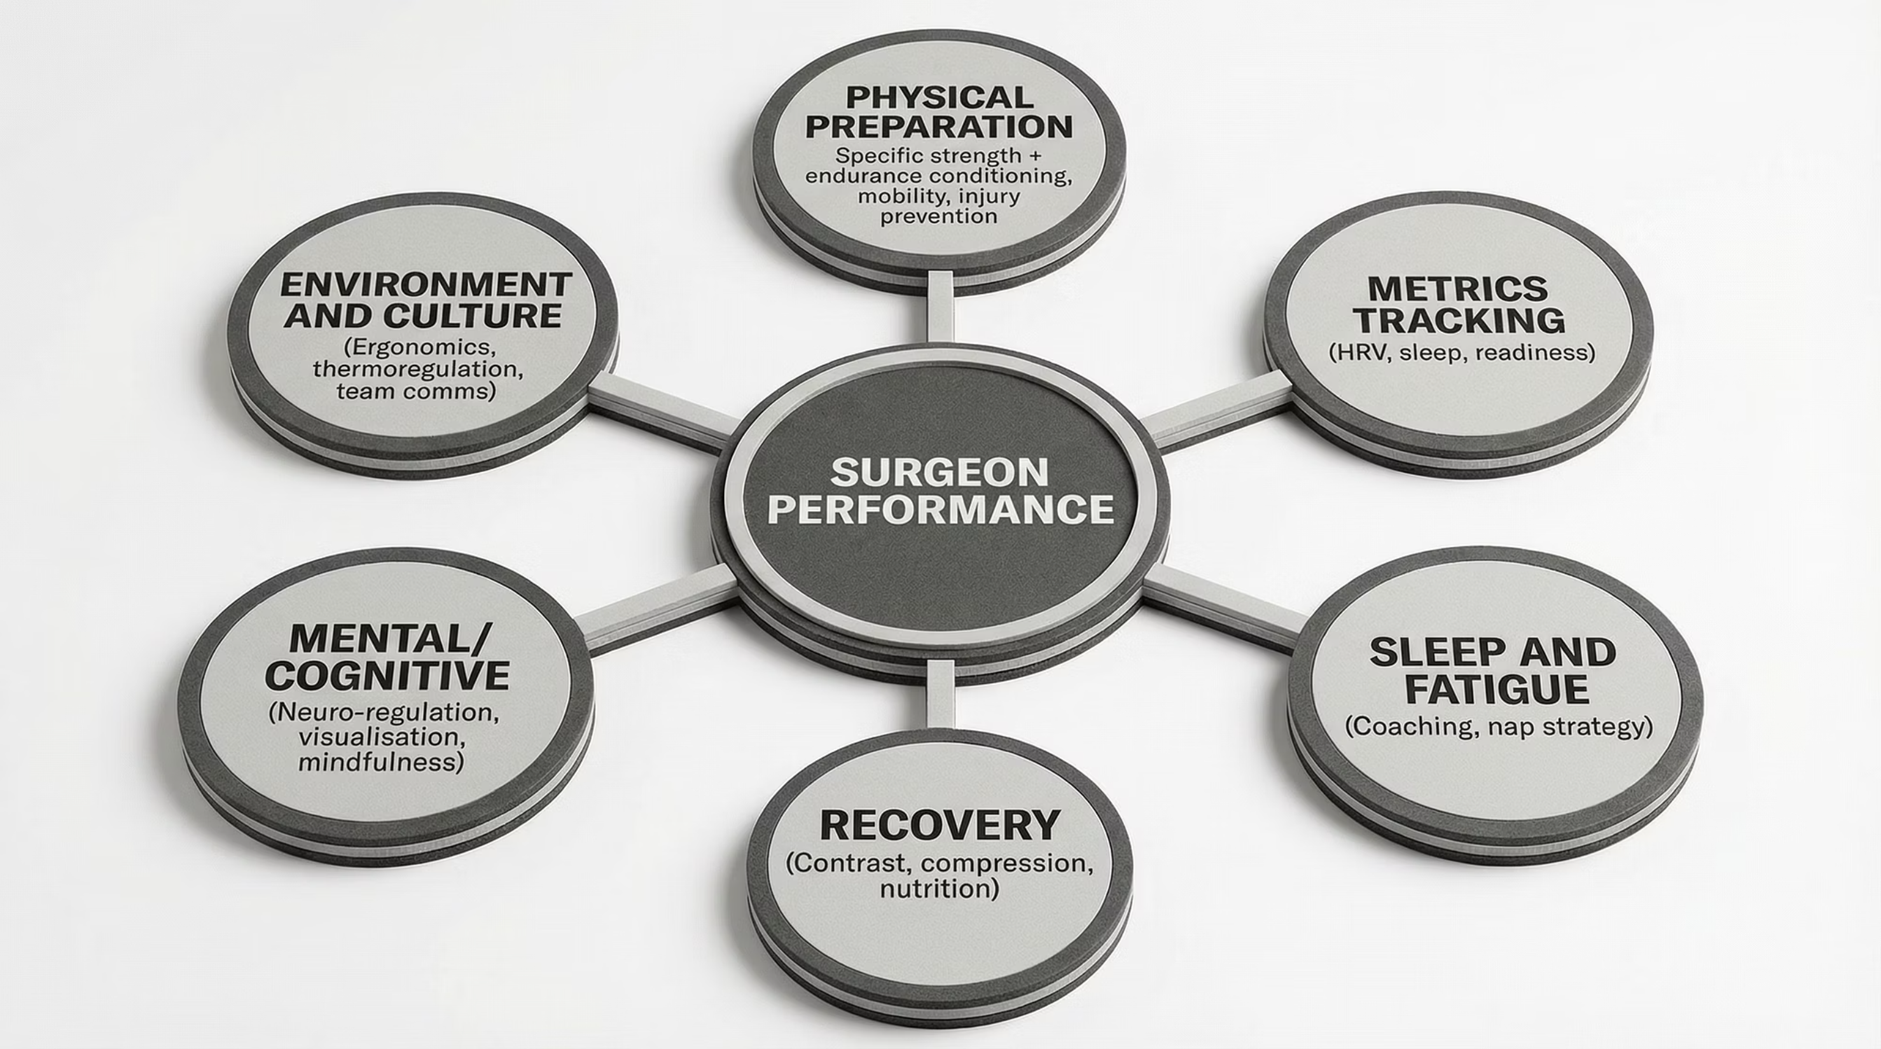 PHYSICAL
PREPARATION
Specific strength +
endurance conditioning,
mobility, injury
prevention
ENVIRONMENT
AND CULTURE
(Ergonomics,
thermoregulation,
team comms)
METRICS
TRACKING
(HRV, sleep, readiness)
SURGEON
PERFORMANCE
MENTAL/
COGNITIVE
(Neuro-regulation,
visualisation,
mindfulness)
SLEEP AND
FATIGUE
(Coaching, nap strategy)
RECOVERY
(Contrast, compression,
nutrition)